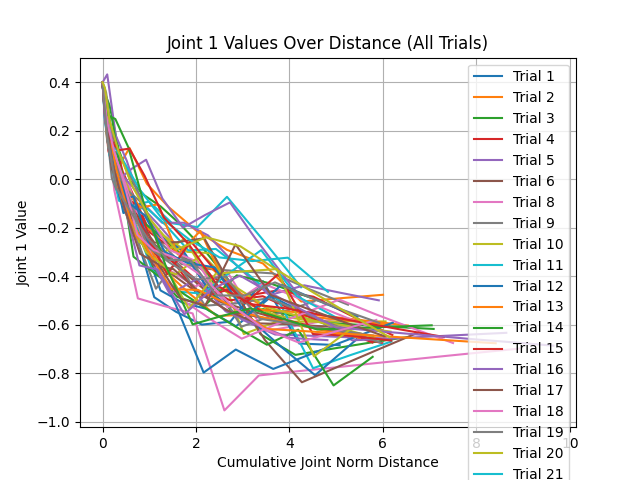 Joint 1 Values Over Distance (All Trials)
Joint 1 Value
0.4
0.2
0.0
−0.2
−0.4
−0.6
−0.8
−1.0
0
2
4
6
8
10
Cumulative Joint Norm Distance
Trial 1
Trial 2
Trial 3
Trial 4
Trial 5
Trial 6
Trial 8
Trial 9
Trial 10
Trial 11
Trial 12
Trial 13
Trial 14
Trial 15
Trial 16
Trial 17
Trial 18
Trial 19
Trial 20
Trial 21